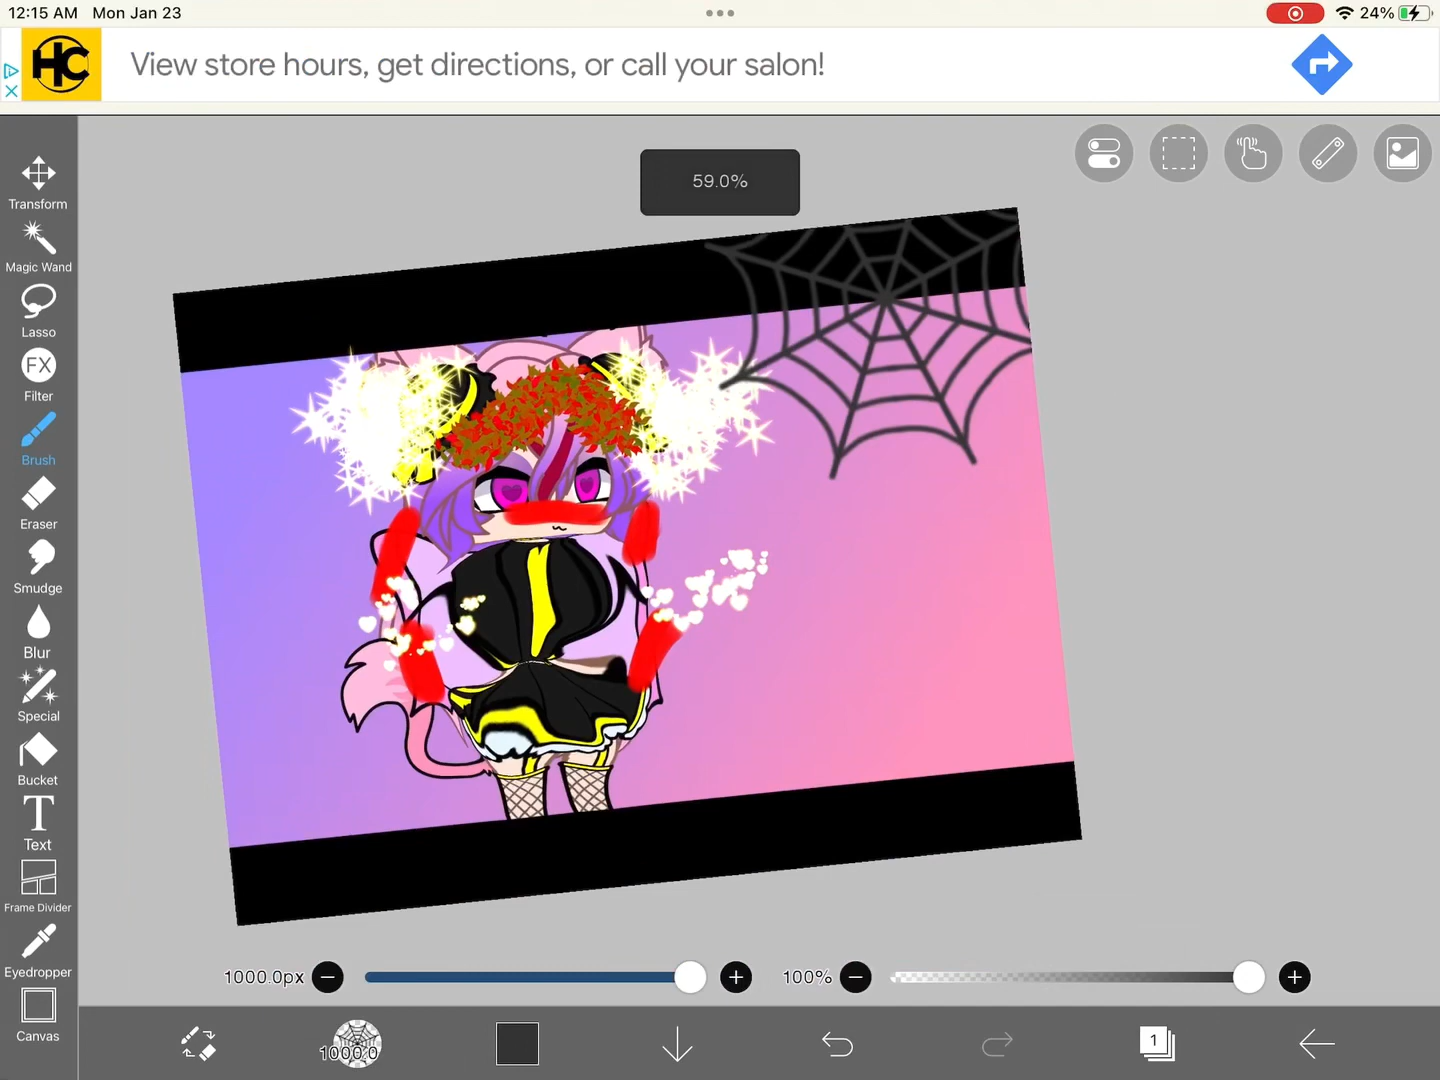 12:15 AM Mon Jan 23
24%
HC
View store hours, get directions, or call your salon!
59.0%
Transform
Magic Wand
Lasso
FX
Filter
Brush
Eraser
Smudge
Blur
Special
Bucket
T
Text
Frame Divider
Eyedropper
Canvas
1000.0px
100%
1000.0
1